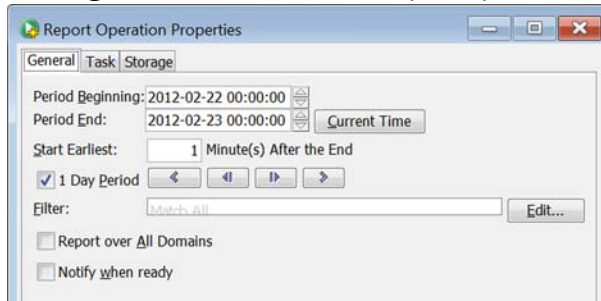 Report Operation Properties
General Task Storage
Period Beginning: 2012-02-22 00:00:00
Period End: 2012-02-23 00:00:00 Current Time
Start Earliest: 1 Minute(s) After the End
1 Day Period
Filter: Match All Edit...
Report over All Domains
Notify when ready